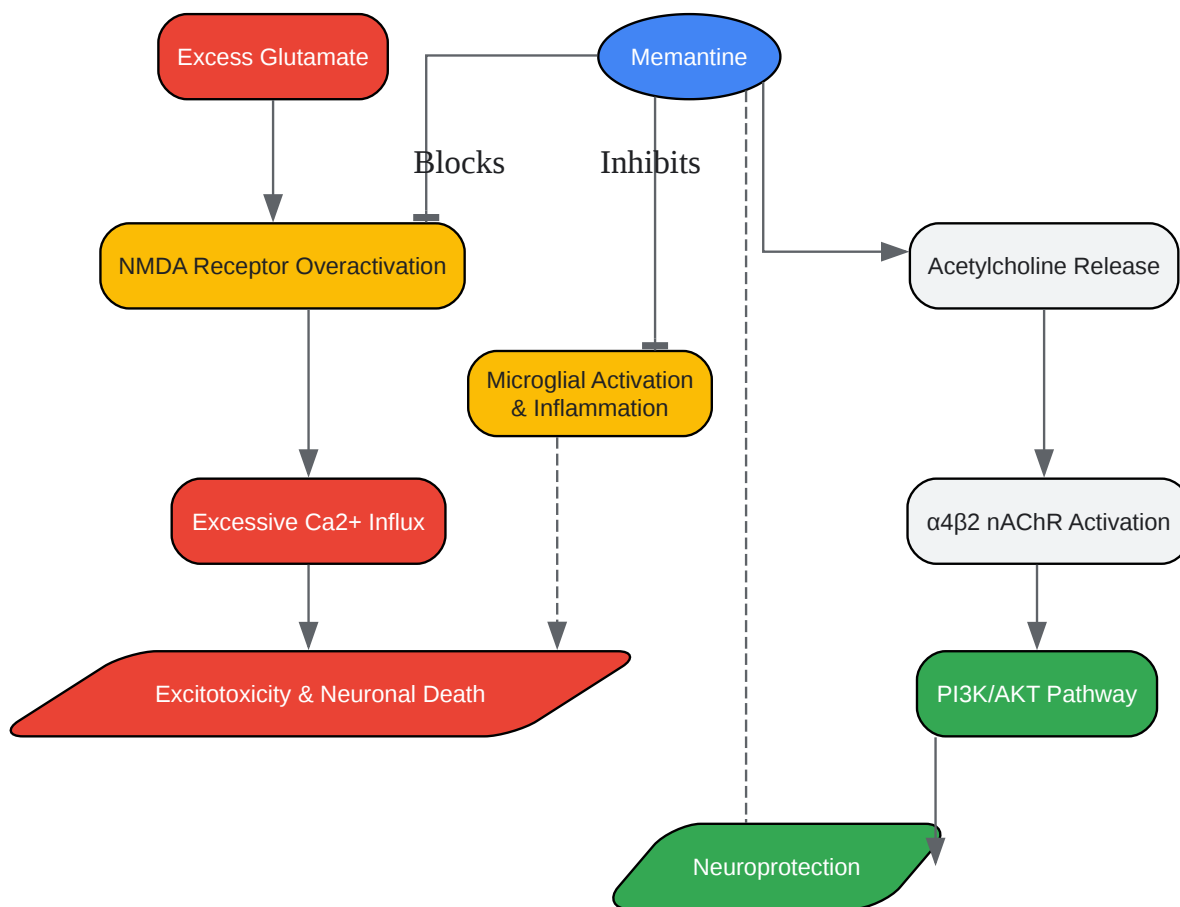 Excess Glutamate
Memantine
Blocks
Inhibits
NMDA Receptor Overactivation
Acetylcholine Release
Microglial Activation
& Inflammation
Excessive Ca2+ Influx
α4β2 nAChR Activation
Excitotoxicity & Neuronal Death
PI3K/AKT Pathway
Neuroprotection